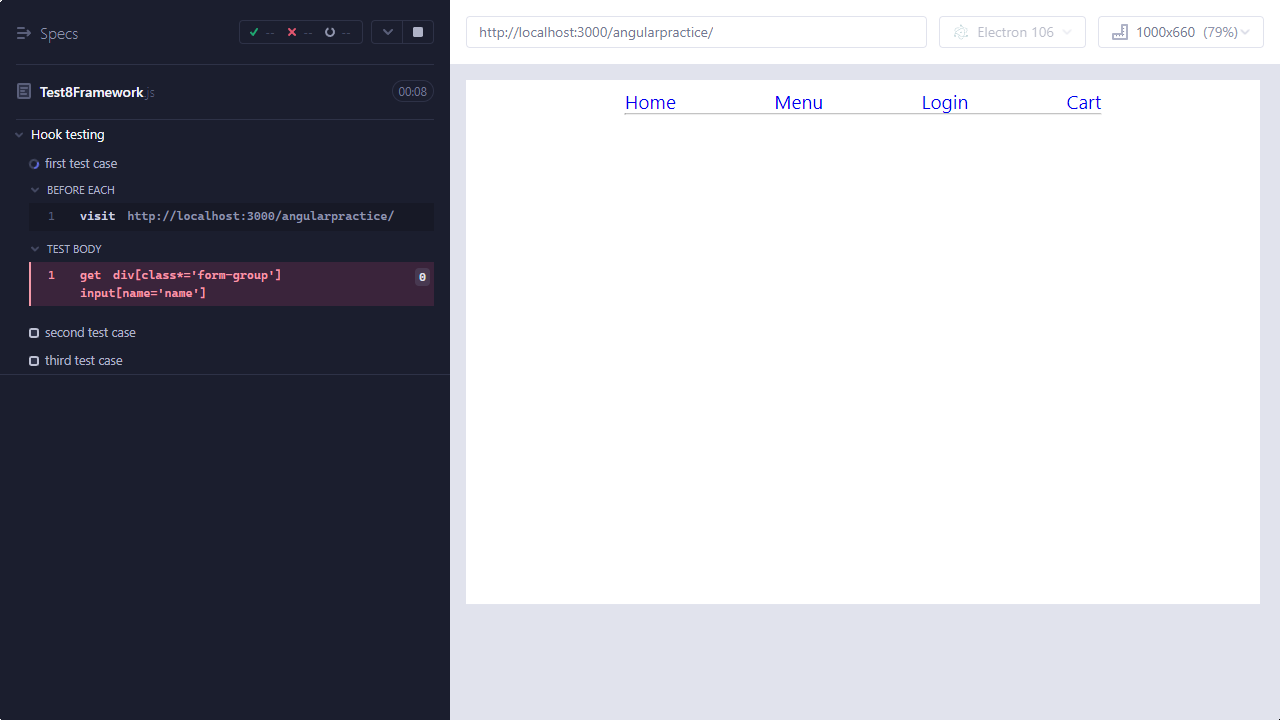 Specs
-- -- --
Test8Framework.js 00:08
Hook testing
first test case
BEFORE EACH
1 visit http://localhost:3000/angularpractice/
TEST BODY
1 get div[class*='form-group'] 0
input[name='name']
second test case
third test case
http://localhost:3000/angularpractice/ Electron 106 1000x660 (79%)
Home Menu Login Cart